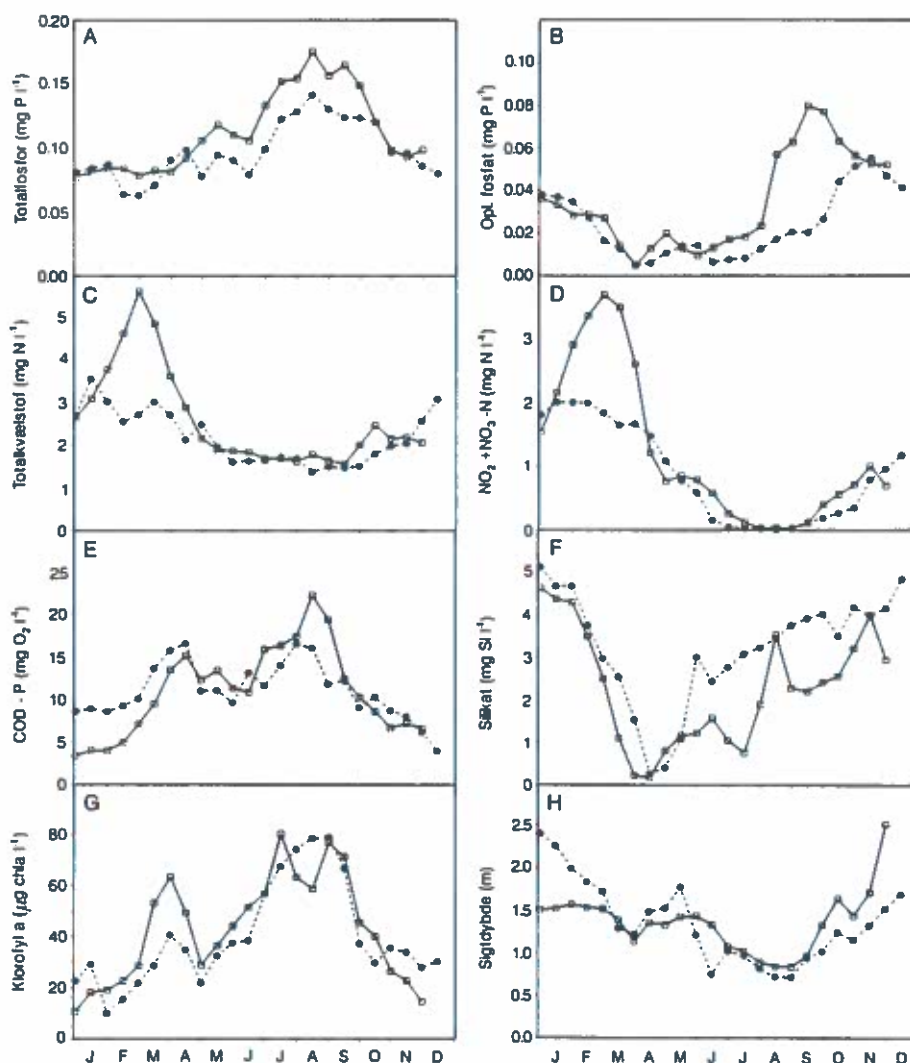 A
Totalfosfor (mg P l⁻¹)
0.20
0.15
0.10
0.05
0.00
B
Opl. fosfat (mg P l⁻¹)
0.10
0.08
0.06
0.04
0.02
0.00
C
Totalkvælstof (mg N l⁻¹)
5
4
3
2
1
0
D
NO₂ +NO₃ -N (mg N l⁻¹)
3
2
1
0
E
COD - P (mg O₂ l⁻¹)
25
20
15
10
5
0
F
Silikat (mg Si l⁻¹)
5
4
3
2
1
0
G
Klorofyl a (µg chla l⁻¹)
80
60
40
20
0
J F M A M J J A S O N D
H
Sigtdybde (m)
2.5
2.0
1.5
1.0
0.5
0.0
J F M A M J J A S O N D